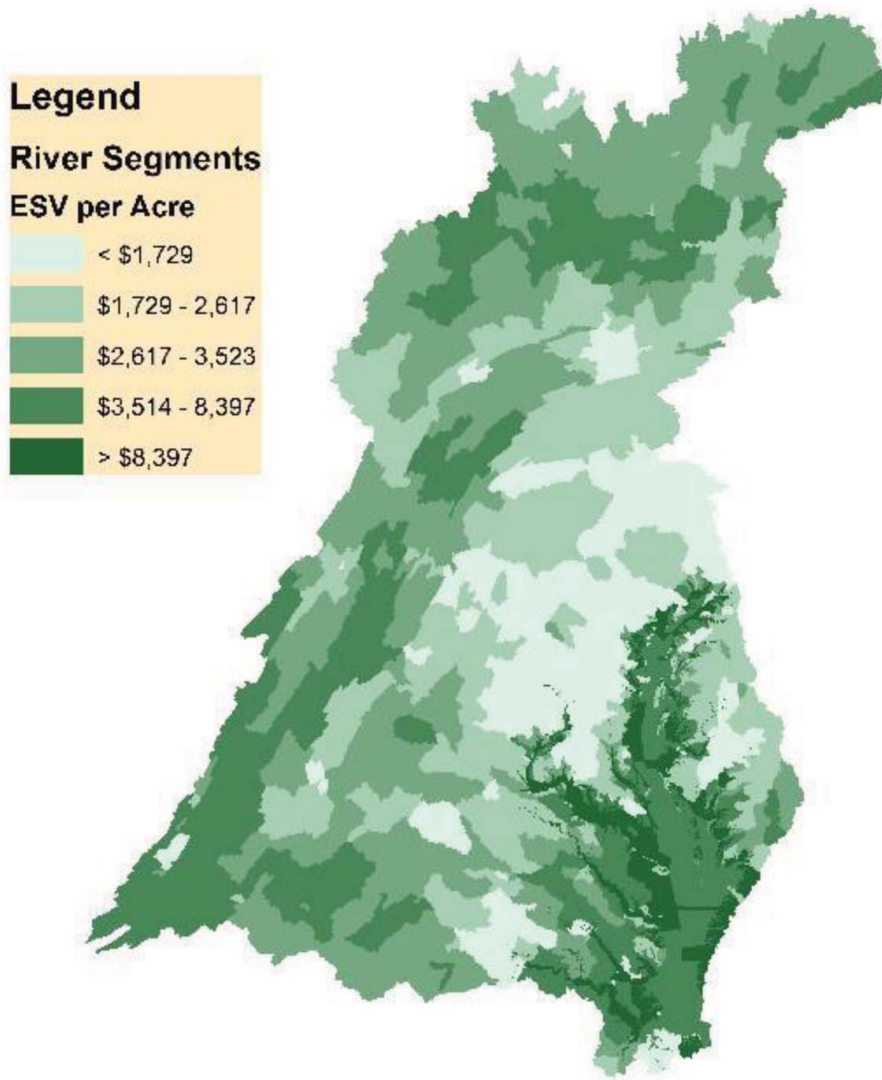 Legend
River Segments
ESV per Acre
< $1,729
$1,729 - 2,617
$2,617 - 3,523
$3,514 - 8,397
> $8,397